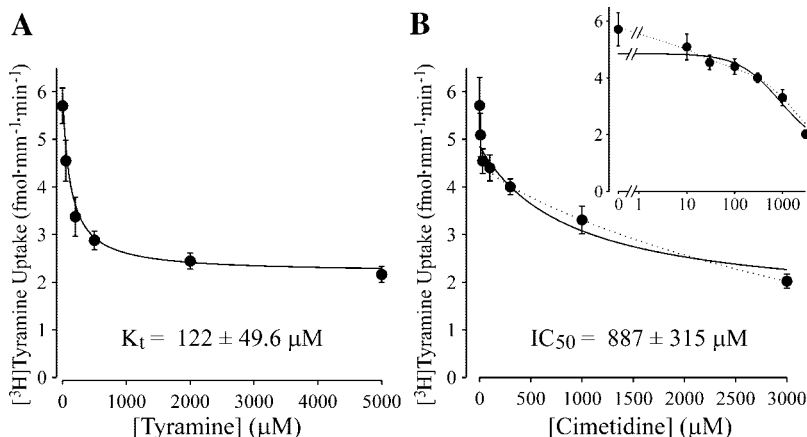 A
[³H]Tyramine Uptake (fmol·mm⁻¹·min⁻¹)
6
5
4
3
2
1
0
K_t = 122 ± 49.6 µM
0 1000 2000 3000 4000 5000
[Tyramine] (µM)
B
[³H]Tyramine Uptake (fmol·mm⁻¹·min⁻¹)
6
5
4
3
2
1
0
IC₅₀ = 887 ± 315 µM
0 500 1000 1500 2000 2500 3000
[Cimetidine] (µM)
6
4
2
0
0 1 10 100 1000